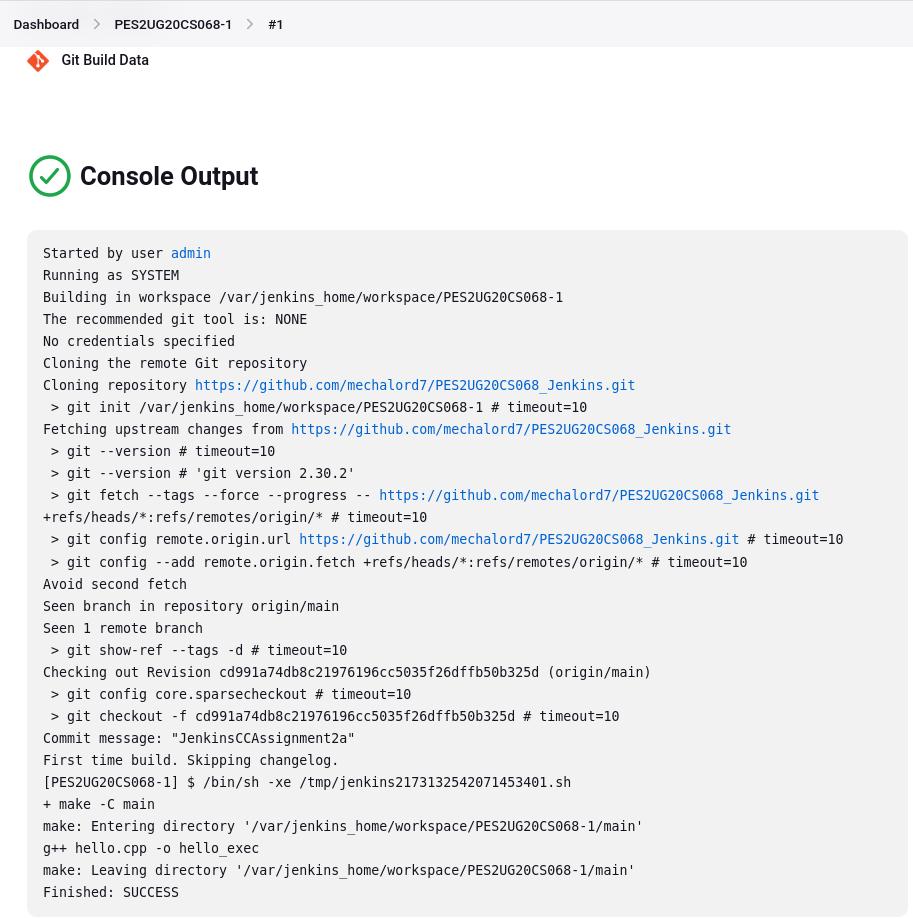 Dashboard > PES2UG20CS068-1 > #1
Git Build Data
Console Output
Started by user admin
Running as SYSTEM
Building in workspace /var/jenkins_home/workspace/PES2UG20CS068-1
The recommended git tool is: NONE
No credentials specified
Cloning the remote Git repository
Cloning repository https://github.com/mechalord7/PES2UG20CS068_Jenkins.git
 > git init /var/jenkins_home/workspace/PES2UG20CS068-1 # timeout=10
Fetching upstream changes from https://github.com/mechalord7/PES2UG20CS068_Jenkins.git
 > git --version # timeout=10
 > git --version # 'git version 2.30.2'
 > git fetch --tags --force --progress -- https://github.com/mechalord7/PES2UG20CS068_Jenkins.git
+refs/heads/*:refs/remotes/origin/* # timeout=10
 > git config remote.origin.url https://github.com/mechalord7/PES2UG20CS068_Jenkins.git # timeout=10
 > git config --add remote.origin.fetch +refs/heads/*:refs/remotes/origin/* # timeout=10
Avoid second fetch
Seen branch in repository origin/main
Seen 1 remote branch
 > git show-ref --tags -d # timeout=10
Checking out Revision cd991a74db8c21976196cc5035f26dffb50b325d (origin/main)
 > git config core.sparsecheckout # timeout=10
 > git checkout -f cd991a74db8c21976196cc5035f26dffb50b325d # timeout=10
Commit message: "JenkinsCCAssignment2a"
First time build. Skipping changelog.
[PES2UG20CS068-1] $ /bin/sh -xe /tmp/jenkins2173132542071453401.sh
+ make -C main
make: Entering directory '/var/jenkins_home/workspace/PES2UG20CS068-1/main'
g++ hello.cpp -o hello_exec
make: Leaving directory '/var/jenkins_home/workspace/PES2UG20CS068-1/main'
Finished: SUCCESS